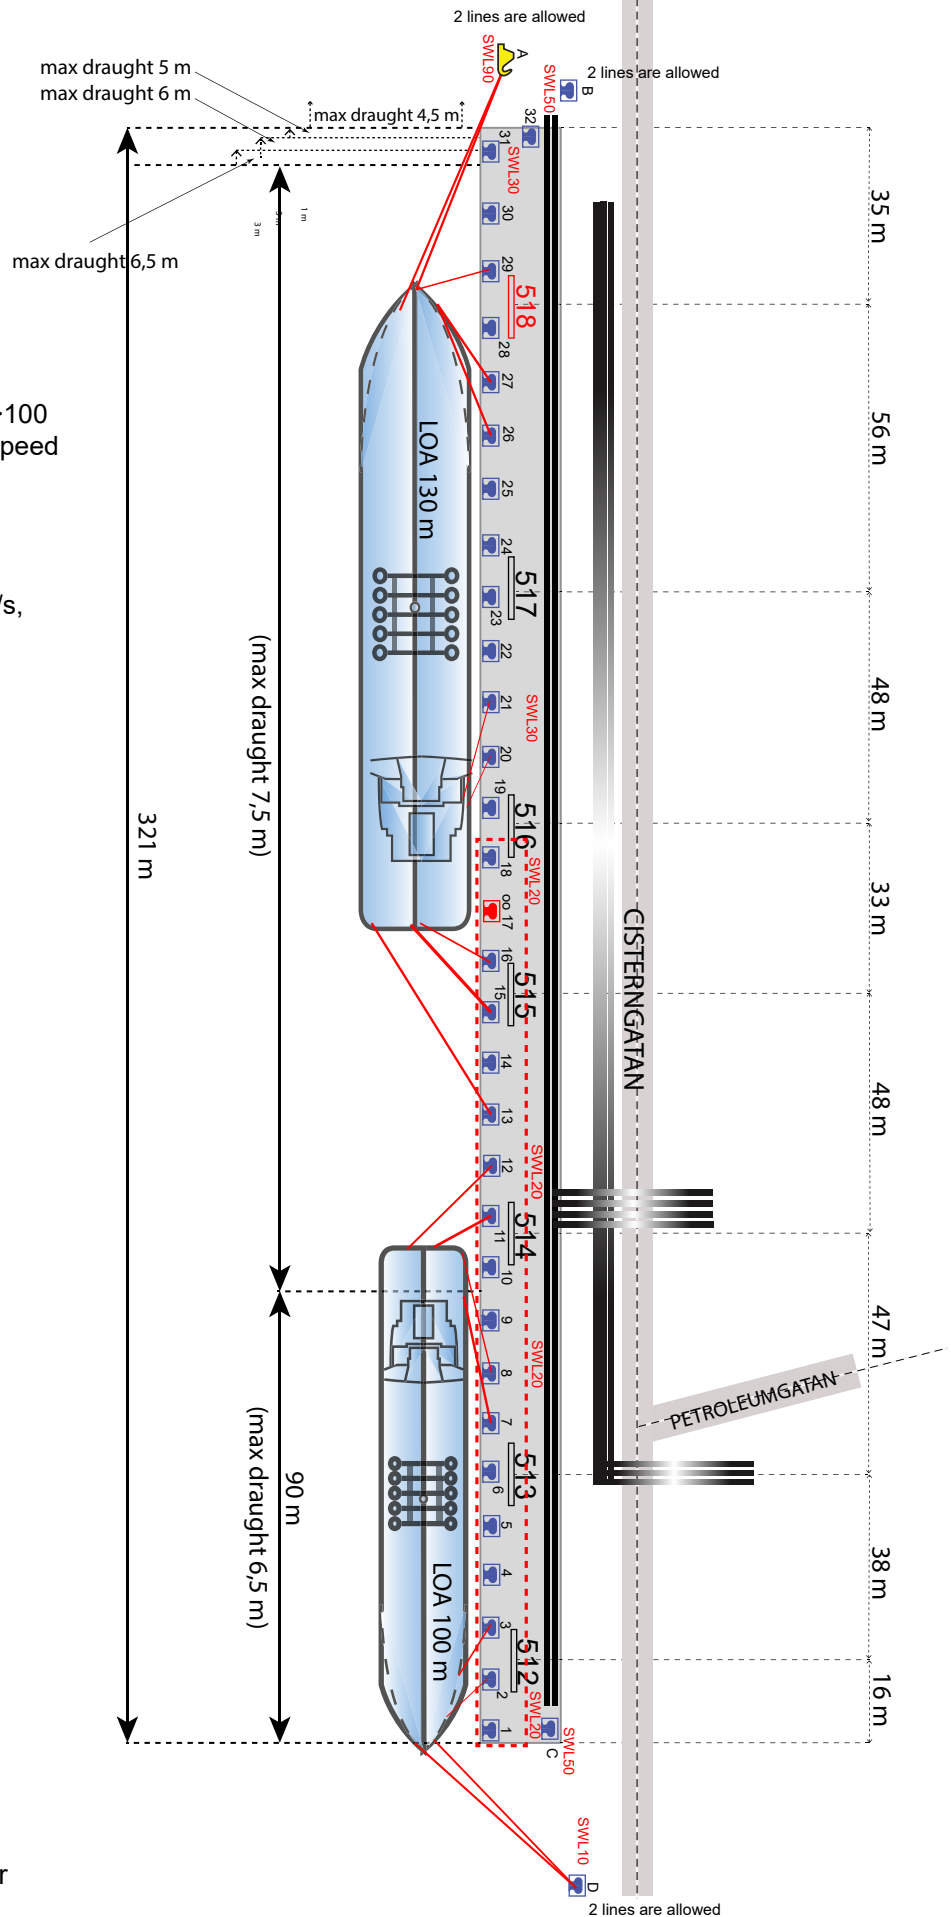 2 lines are allowed
A
SWL90
max draught 5 m
max draught 6 m
max draught 4,5 m
max draught 6,5 m
SWL50
2 lines are allowed
B
32
31
SWL30
30
29
518
28
27
26
25
24
517
23
22
21
SWL30
20
19
516
18
SWL20
17
16
515
15
14
13
12
SWL20
11
514
10
9
8
SWL20
7
513
6
5
4
3
512
2
SWL20
1
C
SWL50
SWL10
D
2 lines are allowed
1 m
3 m
100
peed
/s,
r
LOA 130 m
LOA 100 m
(max draught 7,5 m)
321 m
90 m
(max draught 6,5 m)
CISTERNGATAN
PETROLEUMGATAN
35 m
56 m
48 m
33 m
48 m
47 m
38 m
16 m